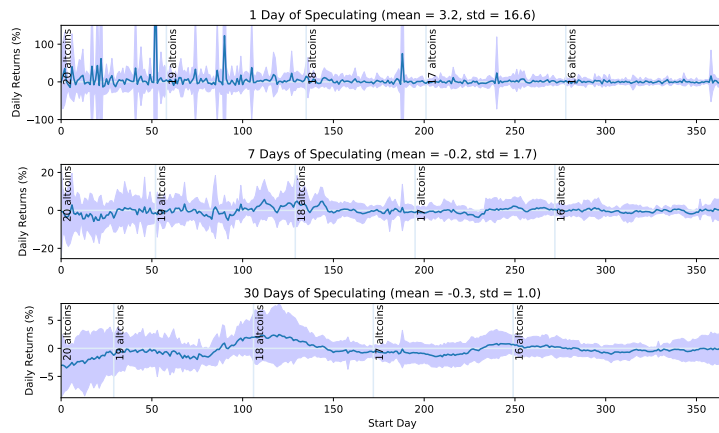 1 Day of Speculating (mean = 3.2, std = 16.6)
Daily Returns (%)
100
0
−100
20 altcoins
19 altcoins
18 altcoins
17 altcoins
16 altcoins
0 50 100 150 200 250 300 350
7 Days of Speculating (mean = -0.2, std = 1.7)
Daily Returns (%)
20
0
−20
20 altcoins
19 altcoins
18 altcoins
17 altcoins
16 altcoins
0 50 100 150 200 250 300 350
30 Days of Speculating (mean = -0.3, std = 1.0)
Daily Returns (%)
5
0
−5
20 altcoins
19 altcoins
18 altcoins
17 altcoins
16 altcoins
0 50 100 150 200 250 300 350
Start Day